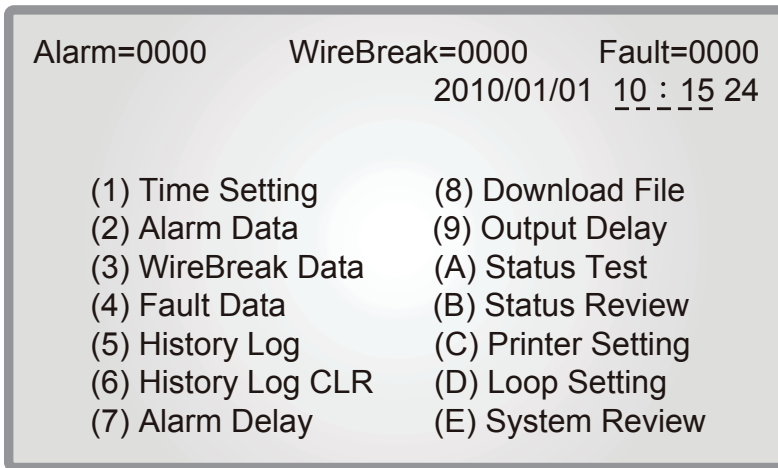 Alarm=0000 WireBreak=0000 Fault=0000
2010/01/01 10 : 15 24
(1) Time Setting
(2) Alarm Data
(3) WireBreak Data
(4) Fault Data
(5) History Log
(6) History Log CLR
(7) Alarm Delay
(8) Download File
(9) Output Delay
(A) Status Test
(B) Status Review
(C) Printer Setting
(D) Loop Setting
(E) System Review